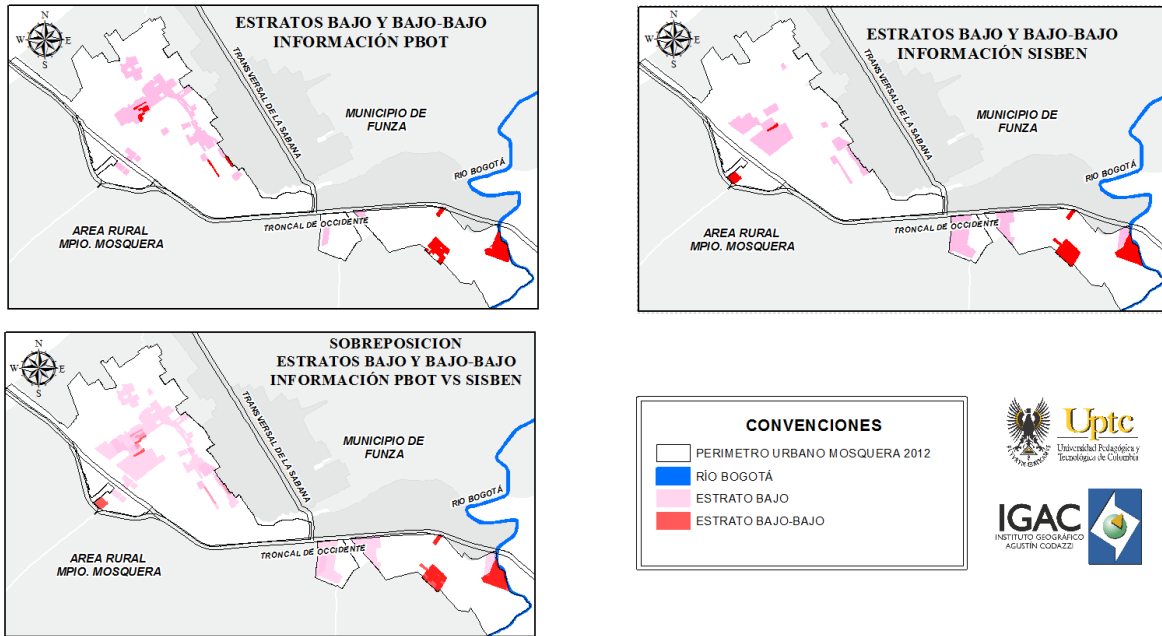 N
W
E
S
ESTRATOS BAJO Y BAJO-BAJO
INFORMACIÓN PBOT
TRANSVERSAL DE LA SABANA
MUNICIPIO DE
FUNZA
RIO BOGOTÁ
AREA RURAL
MPIO. MOSQUERA
TRONCAL DE OCCIDENTE
N
W
E
S
ESTRATOS BAJO Y BAJO-BAJO
INFORMACIÓN SISBEN
TRANSVERSAL DE LA SABANA
MUNICIPIO DE
FUNZA
RIO BOGOTÁ
AREA RURAL
MPIO. MOSQUERA
TRONCAL DE OCCIDENTE
N
W
E
S
SOBREPOSICION
ESTRATOS BAJO Y BAJO-BAJO
INFORMACIÓN PBOT VS SISBEN
TRANSVERSAL DE LA SABANA
MUNICIPIO DE
FUNZA
RIO BOGOTÁ
AREA RURAL
MPIO. MOSQUERA
TRONCAL DE OCCIDENTE
CONVENCIONES
PERIMETRO URBANO MOSQUERA 2012
RÌO BOGOTÁ
ESTRATO BAJO
ESTRATO BAJO-BAJO
Uptc
Universidad Pedagógica y
Tecnológica de Colombia
IGAC
INSTITUTO GEOGRÁFICO
AGUSTÍN CODAZZI